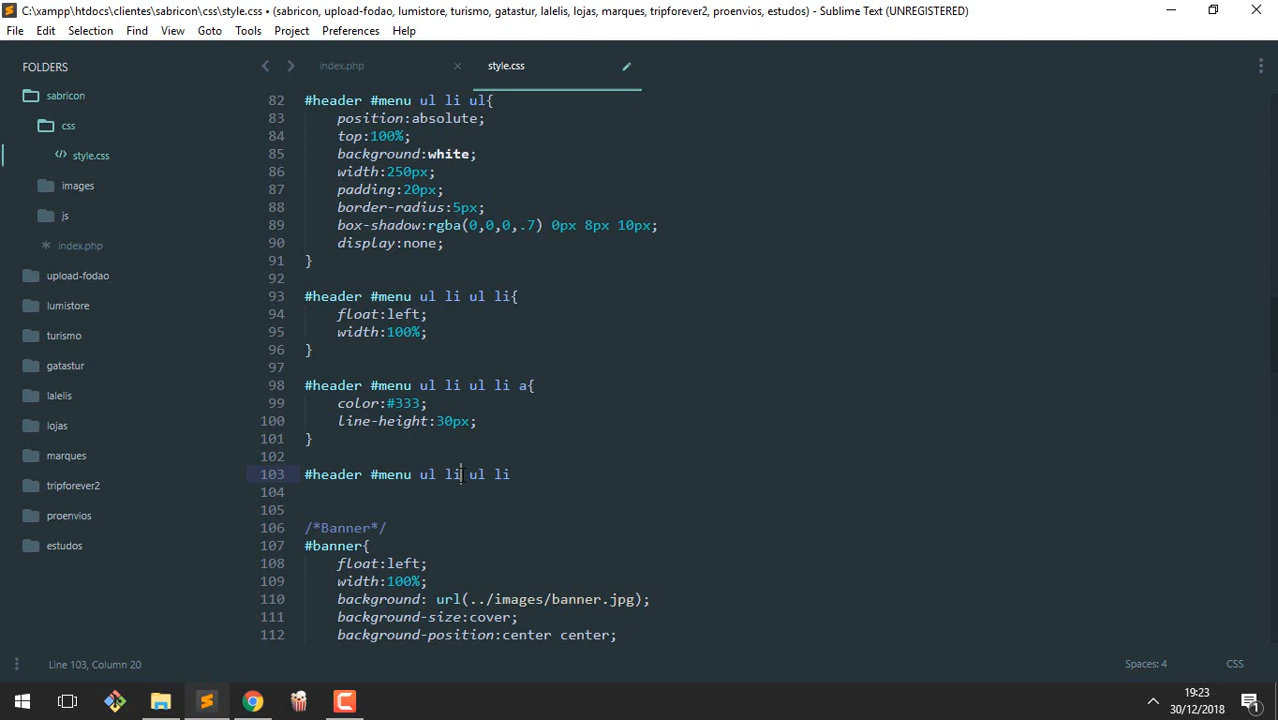 C:\xampp\htdocs\clientes\sabricon\css\style.css • (sabricon, upload-fodao, lumistore, turismo, gatastur, lalelis, lojas, marques, tripforever2, proenvios, estudos) - Sublime Text (UNREGISTERED)
File Edit Selection Find View Goto Tools Project Preferences Help
FOLDERS
sabricon
css
style.css
images
js
index.php
upload-fodao
lumistore
turismo
gatastur
lalelis
lojas
marques
tripforever2
proenvios
estudos
index.php style.css
82 #header #menu ul li ul{
83 position:absolute;
84 top:100%;
85 background:white;
86 width:250px;
87 padding:20px;
88 border-radius:5px;
89 box-shadow:rgba(0,0,0,.7) 0px 8px 10px;
90 display:none;
91 }
92
93 #header #menu ul li ul li{
94 float:left;
95 width:100%;
96 }
97
98 #header #menu ul li ul li a{
99 color:#333;
100 line-height:30px;
101 }
102
103 #header #menu ul li ul li
104
105
106 /*Banner*/
107 #banner{
108 float:left;
109 width:100%;
110 background: url(../images/banner.jpg);
111 background-size:cover;
112 background-position:center center;
Line 103, Column 20 Spaces: 4 CSS
19:23
30/12/2018
1